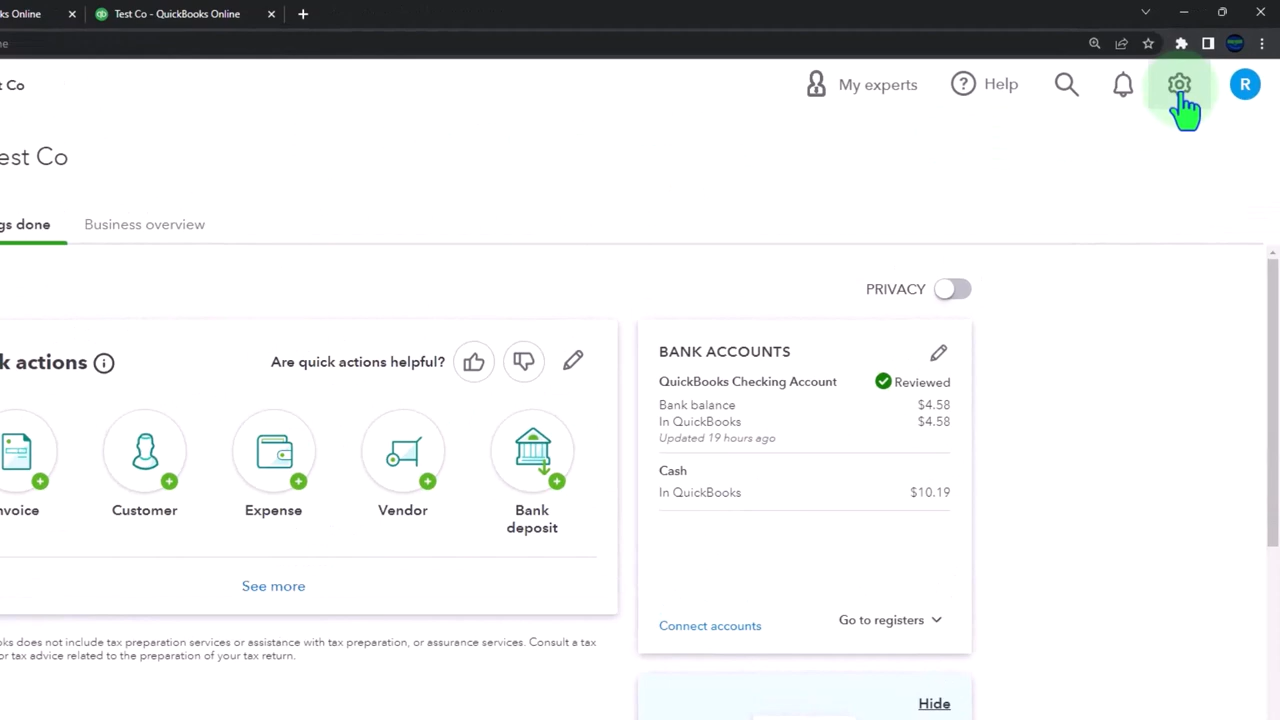 ks Online
Test Co - QuickBooks Online
ne
st Co
My experts
Help
R
est Co
gs done
Business overview
PRIVACY
k actions
Are quick actions helpful?
BANK ACCOUNTS
QuickBooks Checking Account
Reviewed
Bank balance
$4.58
In QuickBooks
$4.58
Updated 19 hours ago
Cash
In QuickBooks
$10.19
nvoice
Customer
Expense
Vendor
Bank
deposit
See more
Connect accounts
Go to registers
oks does not include tax preparation services or assistance with tax preparation, or assurance services. Consult a tax
or tax advice related to the preparation of your tax return.
Hide